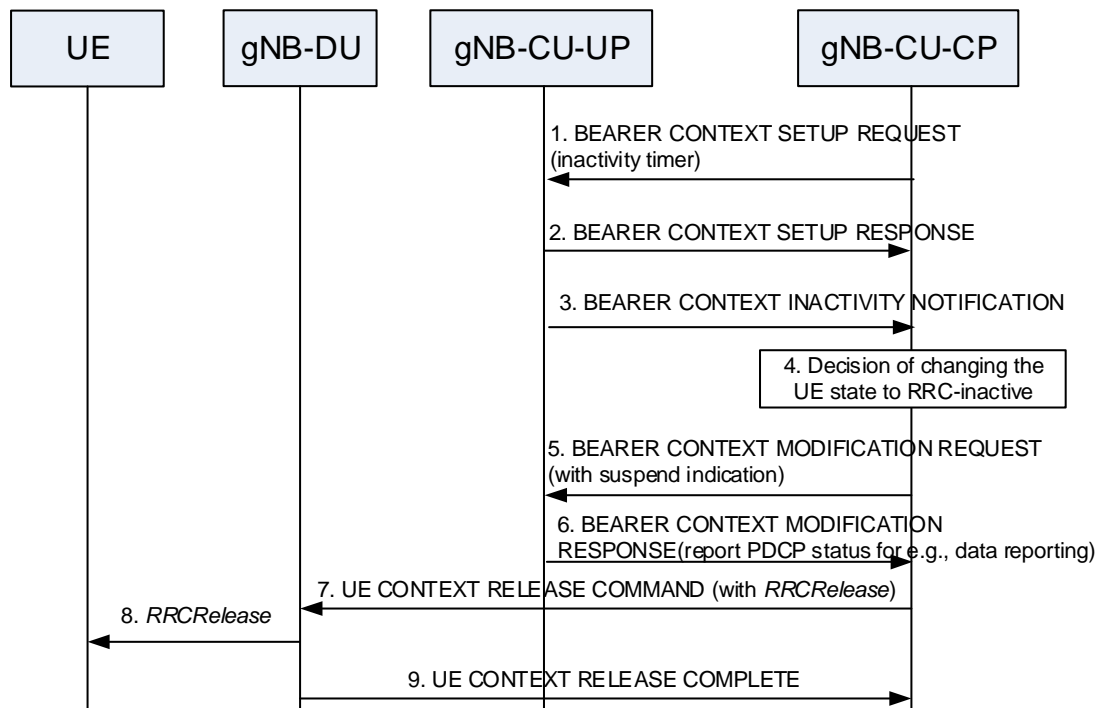 UE
gNB-DU
gNB-CU-UP
gNB-CU-CP
1. BEARER CONTEXT SETUP REQUEST
(inactivity timer)
2. BEARER CONTEXT SETUP RESPONSE
3. BEARER CONTEXT INACTIVITY NOTIFICATION
4. Decision of changing the
UE state to RRC-inactive
5. BEARER CONTEXT MODIFICATION REQUEST
(with suspend indication)
6. BEARER CONTEXT MODIFICATION
RESPONSE(report PDCP status for e.g., data reporting)
7. UE CONTEXT RELEASE COMMAND (with RRCRelease)
8. RRCRelease
9. UE CONTEXT RELEASE COMPLETE